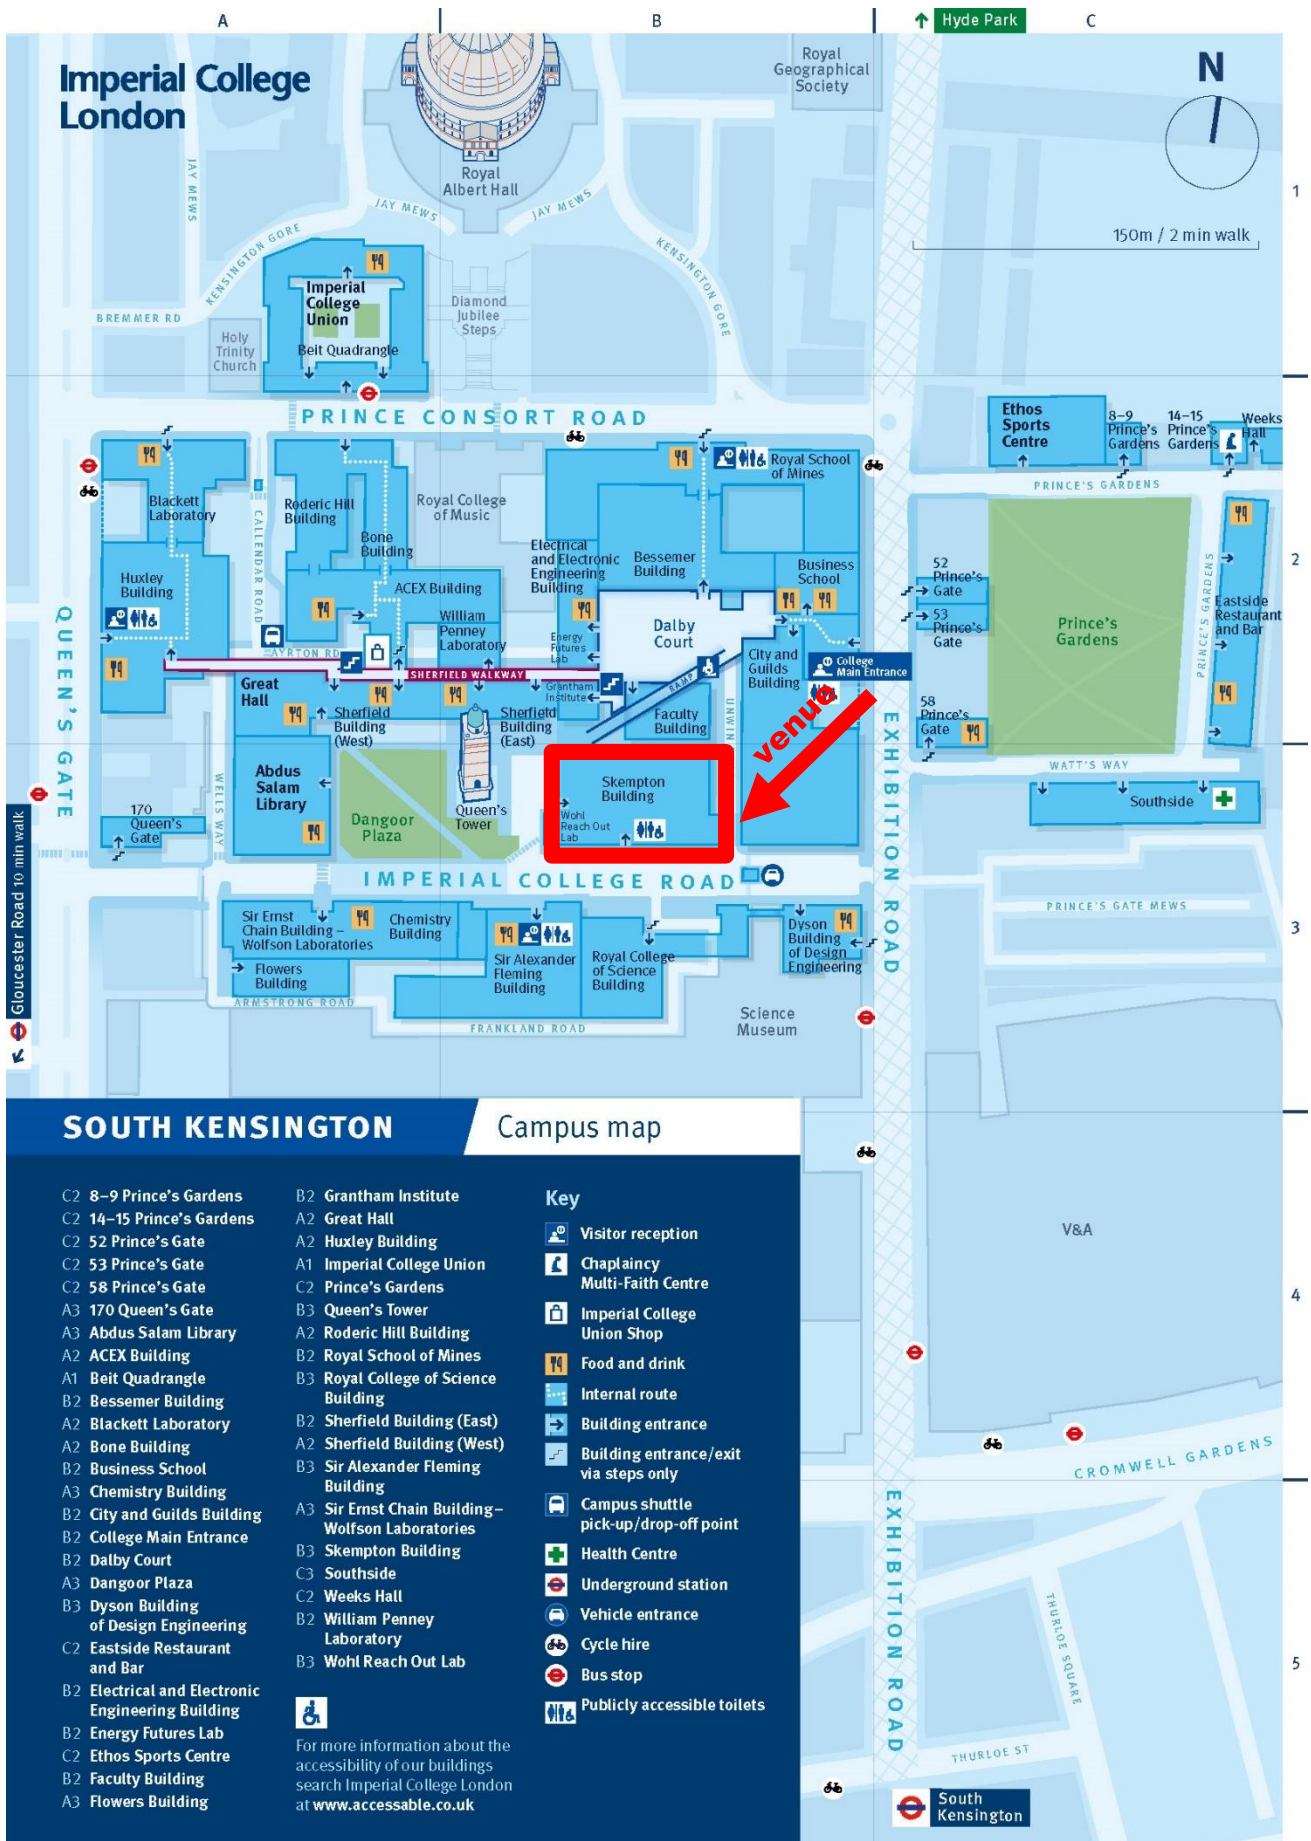 A
B
Hyde Park
C
Imperial College
London
Royal
Geographical
Society
N
Royal
Albert Hall
JAY MEWS
JAY MEWS
JAY MEWS
1
150m / 2 min walk
KENSINGTON GORE
KENSINGTON GORE
Imperial
College
Union
Beit Quadrangle
Diamond
Jubilee
Steps
BREMMER RD
Holy
Trinity
Church
PRINCE CONSORT ROAD
Ethos
Sports
Centre
8–9
Prince's
Gardens
14–15
Prince's
Gardens
Weeks
Hall
PRINCE'S GARDENS
Blackett
Laboratory
Roderic Hill
Building
Bone
Building
Royal College
of Music
Royal School
of Mines
CALLENDAR ROAD
Electrical
and Electronic
Engineering
Building
Bessemer
Building
Business
School
2
Huxley
Building
ACEX Building
William
Penney
Laboratory
52
Prince's
Gate
53
Prince's
Gate
PRINCE'S GARDENS
Eastside
Restaurant
and Bar
Prince's
Gardens
QUEEN'S GATE
AYRTON RD
Energy
Futures
Lab
Dalby
Court
City and
Guilds
Building
College
Main Entrance
SHERFIELD WALKWAY
RAMP
Grantham
Institute
Great
Hall
Sherfield
Building
(West)
Sherfield
Building
(East)
Faculty
Building
UNWIN
venue
58
Prince's
Gate
EXHIBITION ROAD
WATT'S WAY
Abdus
Salam
Library
WELLS WAY
Dangoor
Plaza
Queen's
Tower
Skempton
Building
Wohl
Reach Out
Lab
Southside
170
Queen's
Gate
Gloucester Road 10 min walk
IMPERIAL COLLEGE ROAD
PRINCE'S GATE MEWS
3
Sir Ernst
Chain Building –
Wolfson Laboratories
Chemistry
Building
Flowers
Building
Sir Alexander
Fleming
Building
Royal College
of Science
Building
Dyson
Building
of Design
Engineering
ARMSTRONG ROAD
FRANKLAND ROAD
Science
Museum
SOUTH KENSINGTON
Campus map
V&A
4
CROMWELL GARDENS
EXHIBITION ROAD
THURLOE SQUARE
THURLOE ST
5
South
Kensington
C2 8–9 Prince's Gardens
C2 14–15 Prince's Gardens
C2 52 Prince's Gate
C2 53 Prince's Gate
C2 58 Prince's Gate
A3 170 Queen's Gate
A3 Abdus Salam Library
A2 ACEX Building
A1 Beit Quadrangle
B2 Bessemer Building
A2 Blackett Laboratory
A2 Bone Building
B2 Business School
A3 Chemistry Building
B2 City and Guilds Building
B2 College Main Entrance
B2 Dalby Court
A3 Dangoor Plaza
B3 Dyson Building
of Design Engineering
C2 Eastside Restaurant
and Bar
B2 Electrical and Electronic
Engineering Building
B2 Energy Futures Lab
C2 Ethos Sports Centre
B2 Faculty Building
A3 Flowers Building
B2 Grantham Institute
A2 Great Hall
A2 Huxley Building
A1 Imperial College Union
C2 Prince's Gardens
B3 Queen's Tower
A2 Roderic Hill Building
B2 Royal School of Mines
B3 Royal College of Science
Building
B2 Sherfield Building (East)
A2 Sherfield Building (West)
B3 Sir Alexander Fleming
Building
A3 Sir Ernst Chain Building–
Wolfson Laboratories
B3 Skempton Building
C3 Southside
C2 Weeks Hall
B2 William Penney
Laboratory
B3 Wohl Reach Out Lab
For more information about the
accessibility of our buildings
search Imperial College London
at www.accessable.co.uk
Key
Visitor reception
Chaplaincy
Multi-Faith Centre
Imperial College
Union Shop
Food and drink
Internal route
Building entrance
Building entrance/exit
via steps only
Campus shuttle
pick-up/drop-off point
Health Centre
Underground station
Vehicle entrance
Cycle hire
Bus stop
Publicly accessible toilets